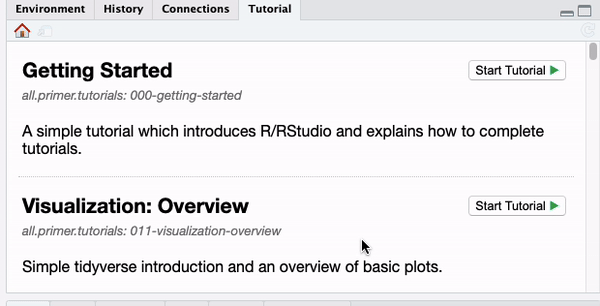 Environment History Connections Tutorial
Getting Started Start Tutorial
all.primer.tutorials: 000-getting-started
A simple tutorial which introduces R/RStudio and explains how to complete
tutorials.
Visualization: Overview Start Tutorial
all.primer.tutorials: 011-visualization-overview
Simple tidyverse introduction and an overview of basic plots.